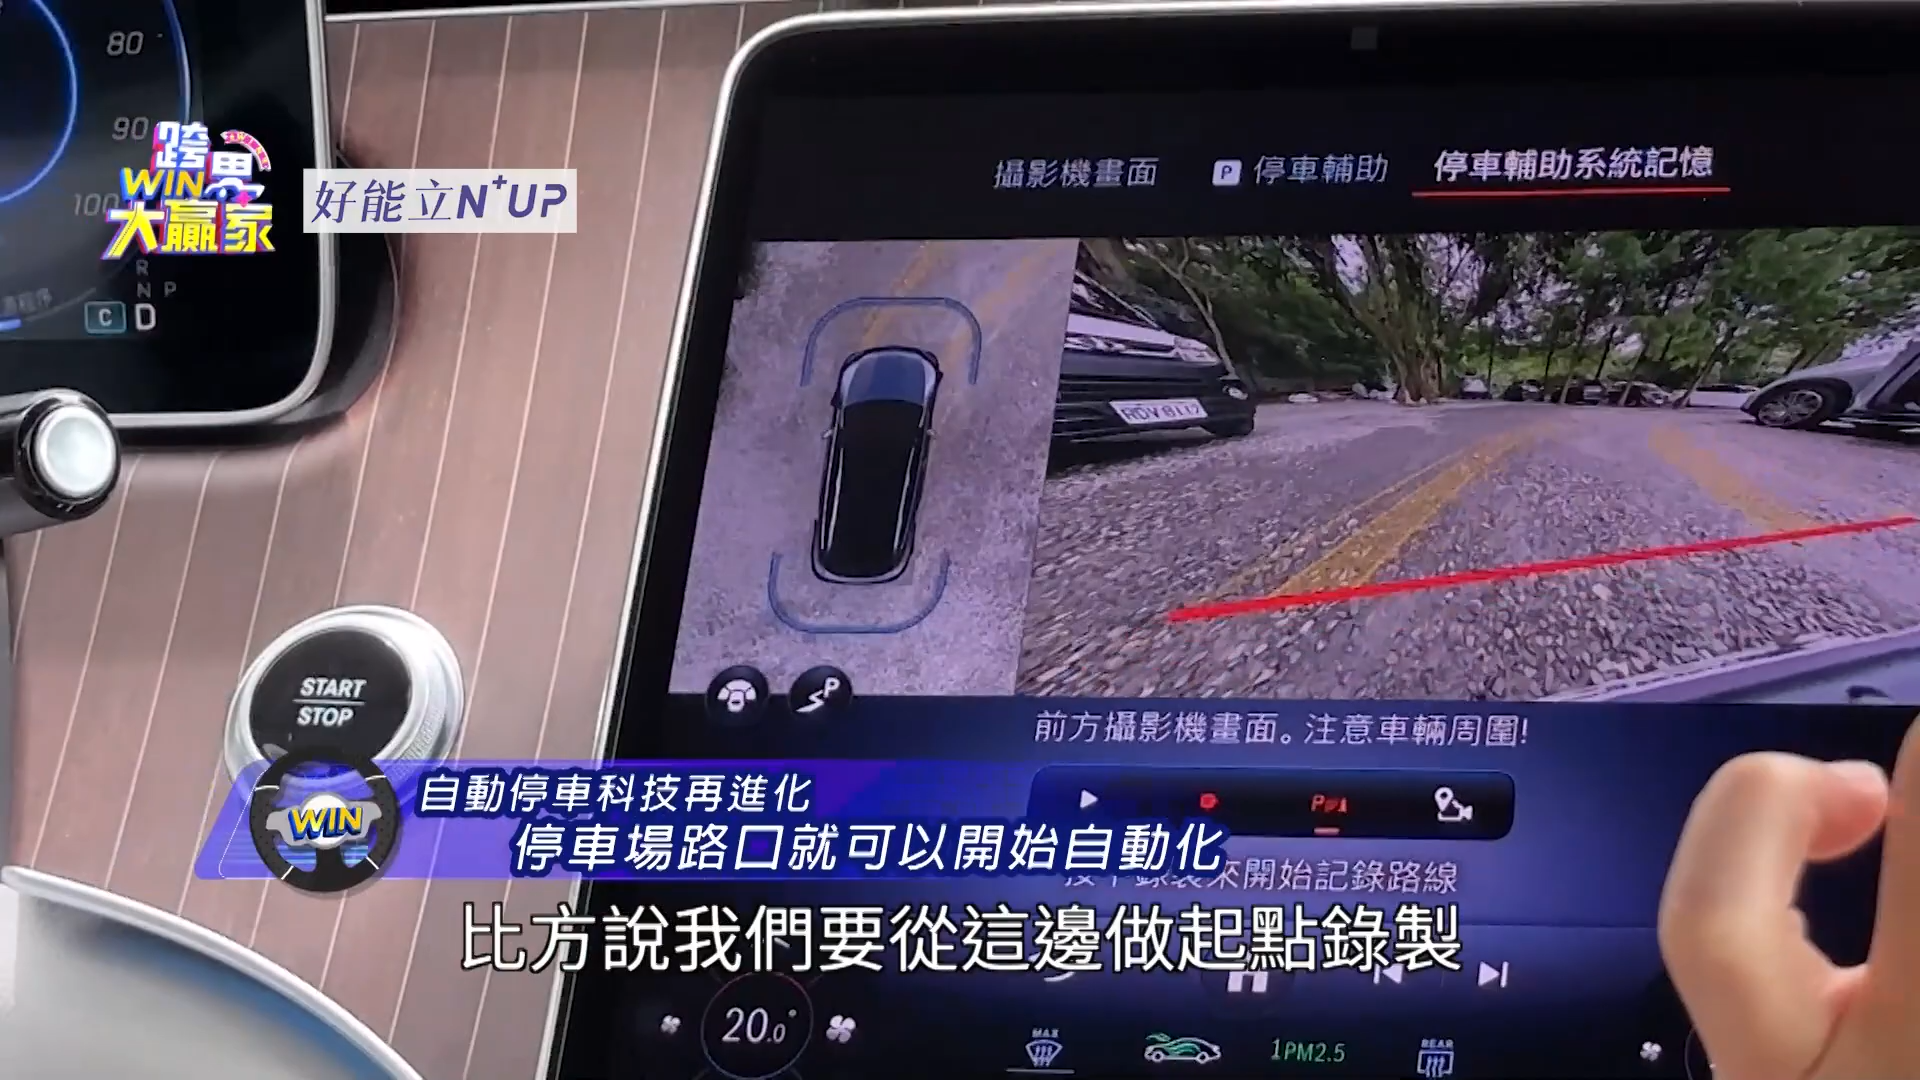 80
90
100
跨界
WIN
大贏家
好能立N+UP
R
N P
C D
攝影機畫面 P 停車輔助 停車輔助系統記憶
RDV 8117
P
前方攝影機畫面。注意車輛周圍!
START
STOP
WIN
自動停車科技再進化
停車場路口就可以開始自動化
來開始記錄路線
比方說我們要從這邊做起點錄製
20.0°
MAX
1PM2.5
REAR